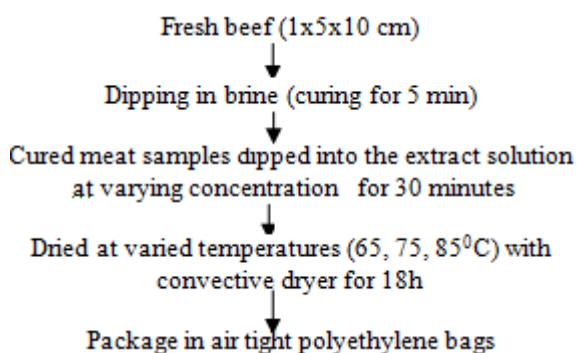 Fresh beef (1x5x10 cm)
Dipping in brine (curing for 5 min)
Cured meat samples dipped into the extract solution
at varying concentration for 30 minutes
Dried at varied temperatures (65, 75, 85⁰C) with
convective dryer for 18h
Package in air tight polyethylene bags